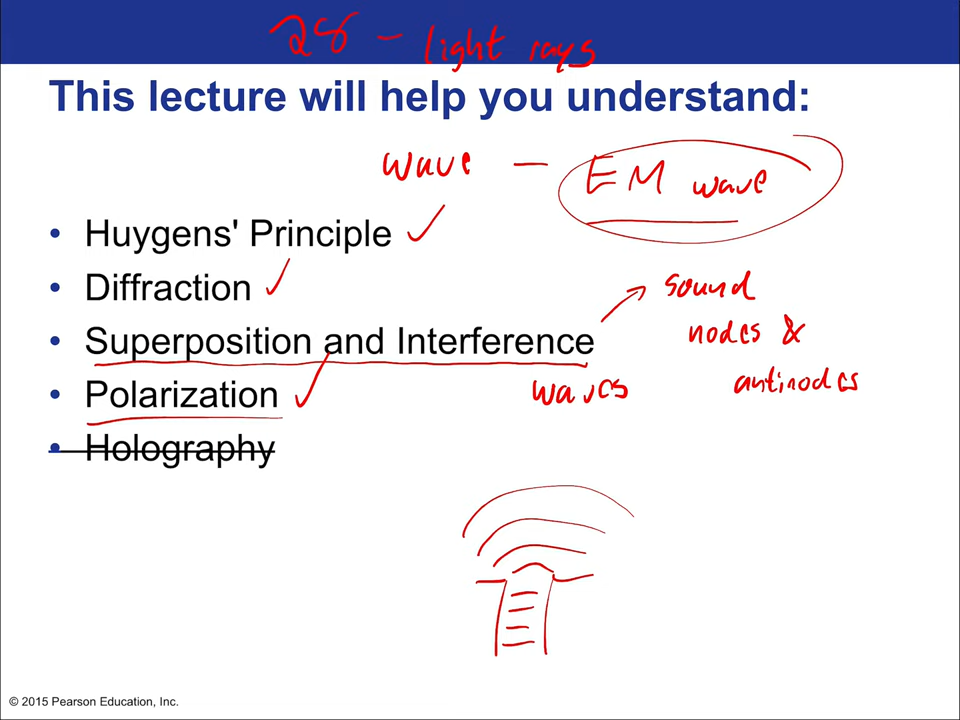 28 - light rays
This lecture will help you understand:
wave - EM wave
• Huygens' Principle
• Diffraction
sound
• Superposition and Interference
nodes &
antinodes
• Polarization
waves
• Holography
© 2015 Pearson Education, Inc.